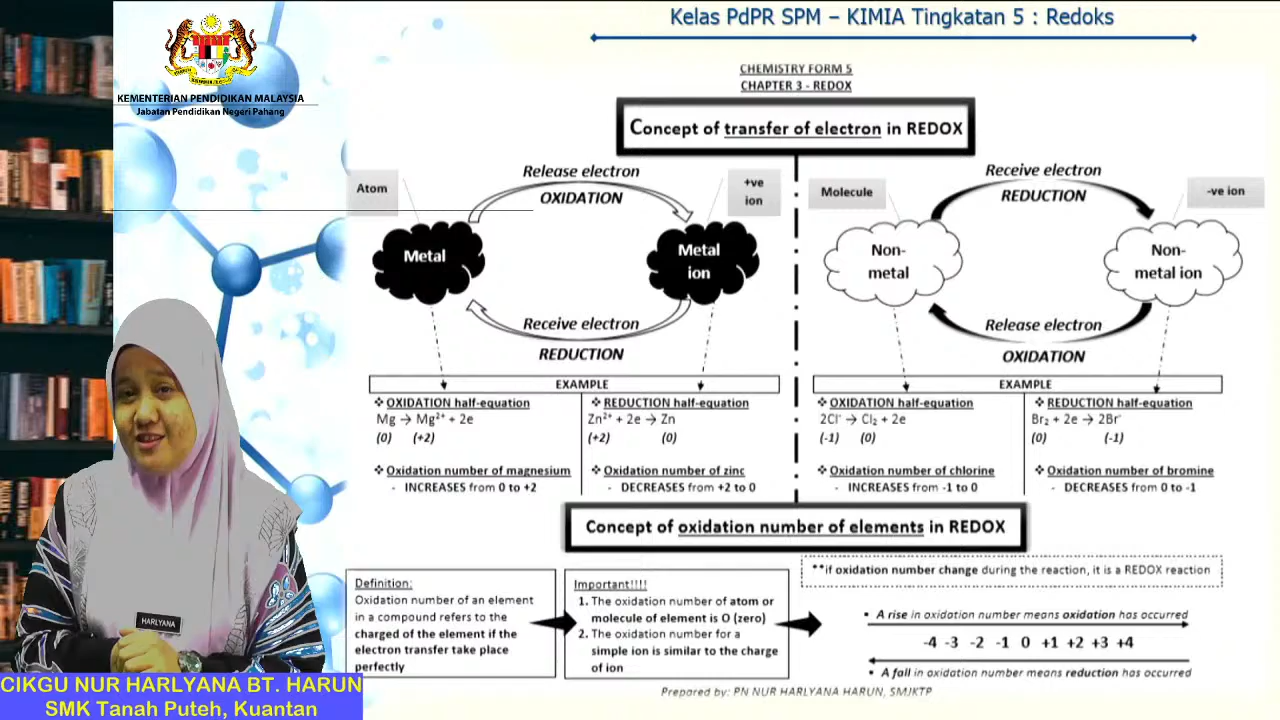 Kelas PdPR SPM – KIMIA Tingkatan 5 : Redoks
KEMENTERIAN PENDIDIKAN MALAYSIA
Jabatan Pendidikan Negeri Pahang
CHEMISTRY FORM 5
CHAPTER 3 - REDOX
Concept of transfer of electron in REDOX
Atom
Release electron
OXIDATION
+ve
ion
Metal
Metal
ion
Receive electron
REDUCTION
Molecule
Receive electron
REDUCTION
-ve ion
Non-
metal
Non-
metal ion
Release electron
OXIDATION
EXAMPLE
❖ OXIDATION half-equation
Mg → Mg²⁺ + 2e
(0) (+2)
❖ Oxidation number of magnesium
- INCREASES from 0 to +2
❖ REDUCTION half-equation
Zn²⁺ + 2e → Zn
(+2) (0)
❖ Oxidation number of zinc
- DECREASES from +2 to 0
EXAMPLE
❖ OXIDATION half-equation
2Cl⁻ → Cl₂ + 2e
(-1) (0)
❖ Oxidation number of chlorine
- INCREASES from -1 to 0
❖ REDUCTION half-equation
Br₂ + 2e → 2Br⁻
(0) (-1)
❖ Oxidation number of bromine
- DECREASES from 0 to -1
Concept of oxidation number of elements in REDOX
Definition:
Oxidation number of an element
in a compound refers to the
charged of the element if the
electron transfer take place
perfectly
Important!!!!
1. The oxidation number of atom or
molecule of element is O (zero)
2. The oxidation number for a
simple ion is similar to the charge
of ion
**if oxidation number change during the reaction, it is a REDOX reaction
• A rise in oxidation number means oxidation has occurred
-4 -3 -2 -1 0 +1 +2 +3 +4
• A fall in oxidation number means reduction has occurred
Prepared by: PN NUR HARLYANA HARUN, SMJKTP
HARLYANA
CIKGU NUR HARLYANA BT. HARUN
SMK Tanah Puteh, Kuantan